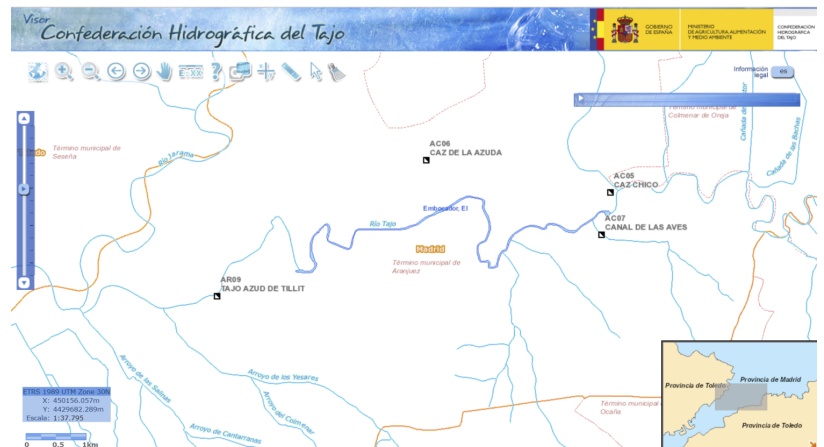 Visor
Confederación Hidrográfica del Tajo
GOBIERNO
DE ESPAÑA
MINISTERIO
DE AGRICULTURA, ALIMENTACIÓN
Y MEDIO AMBIENTE
CONFEDERACIÓN
HIDROGRÁFICA
DEL TAJO
Información
legal
es
Término municipal de
Colmenar de Oreja
Término municipal de
Seseña
Río Jarama
AC06
CAZ DE LA AZUDA
AC05
CAZ CHICO
Cañada de las Bachas
Embocador, El
Río Tajo
AC07
CANAL DE LAS AVES
Madrid
Término municipal de
Aranjuez
AR09
TAJO AZUD DE TILLIT
Arroyo de las Salinas
Arroyo de los Yesares
Arroyo del Colmenar
Arroyo de Cantarranas
Término municipal
Ocaña
ETRS 1989 UTM Zone 30N
X: 450156.057m
Y: 4429682.289m
Escala: 1:37.795
0 0.5 1km
Provincia de Toledo
Provincia de Madrid
Provincia de Toledo